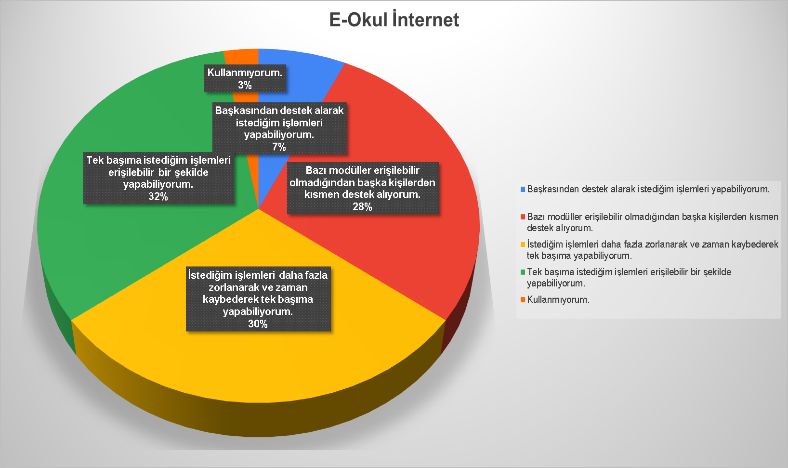 E-Okul İnternet
Kullanmıyorum.
3%
Başkasından destek alarak
istediğim işlemleri
yapabiliyorum.
7%
Tek başıma istediğim işlemleri
erişilebilir bir şekilde
yapabiliyorum.
32%
Bazı modüller erişilebilir
olmadığından başka kişilerden
kısmen destek alıyorum.
28%
İstediğim işlemleri daha fazla
zorlanarak ve zaman
kaybederek tek başıma
yapabiliyorum.
30%
Başkasından destek alarak istediğim işlemleri yapabiliyorum.
Bazı modüller erişilebilir olmadığından başka kişilerden kısmen
destek alıyorum.
İstediğim işlemleri daha fazla zorlanarak ve zaman kaybederek
tek başıma yapabiliyorum.
Tek başıma istediğim işlemleri erişilebilir bir şekilde
yapabiliyorum.
Kullanmıyorum.